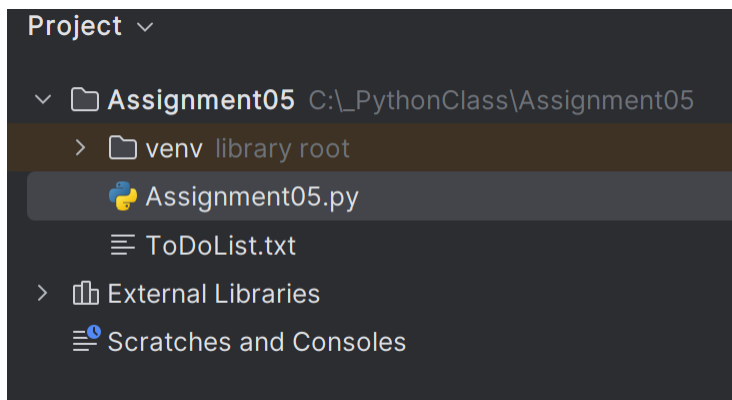 Project
Assignment05 C:\_PythonClass\Assignment05
venv library root
Assignment05.py
ToDoList.txt
External Libraries
Scratches and Consoles